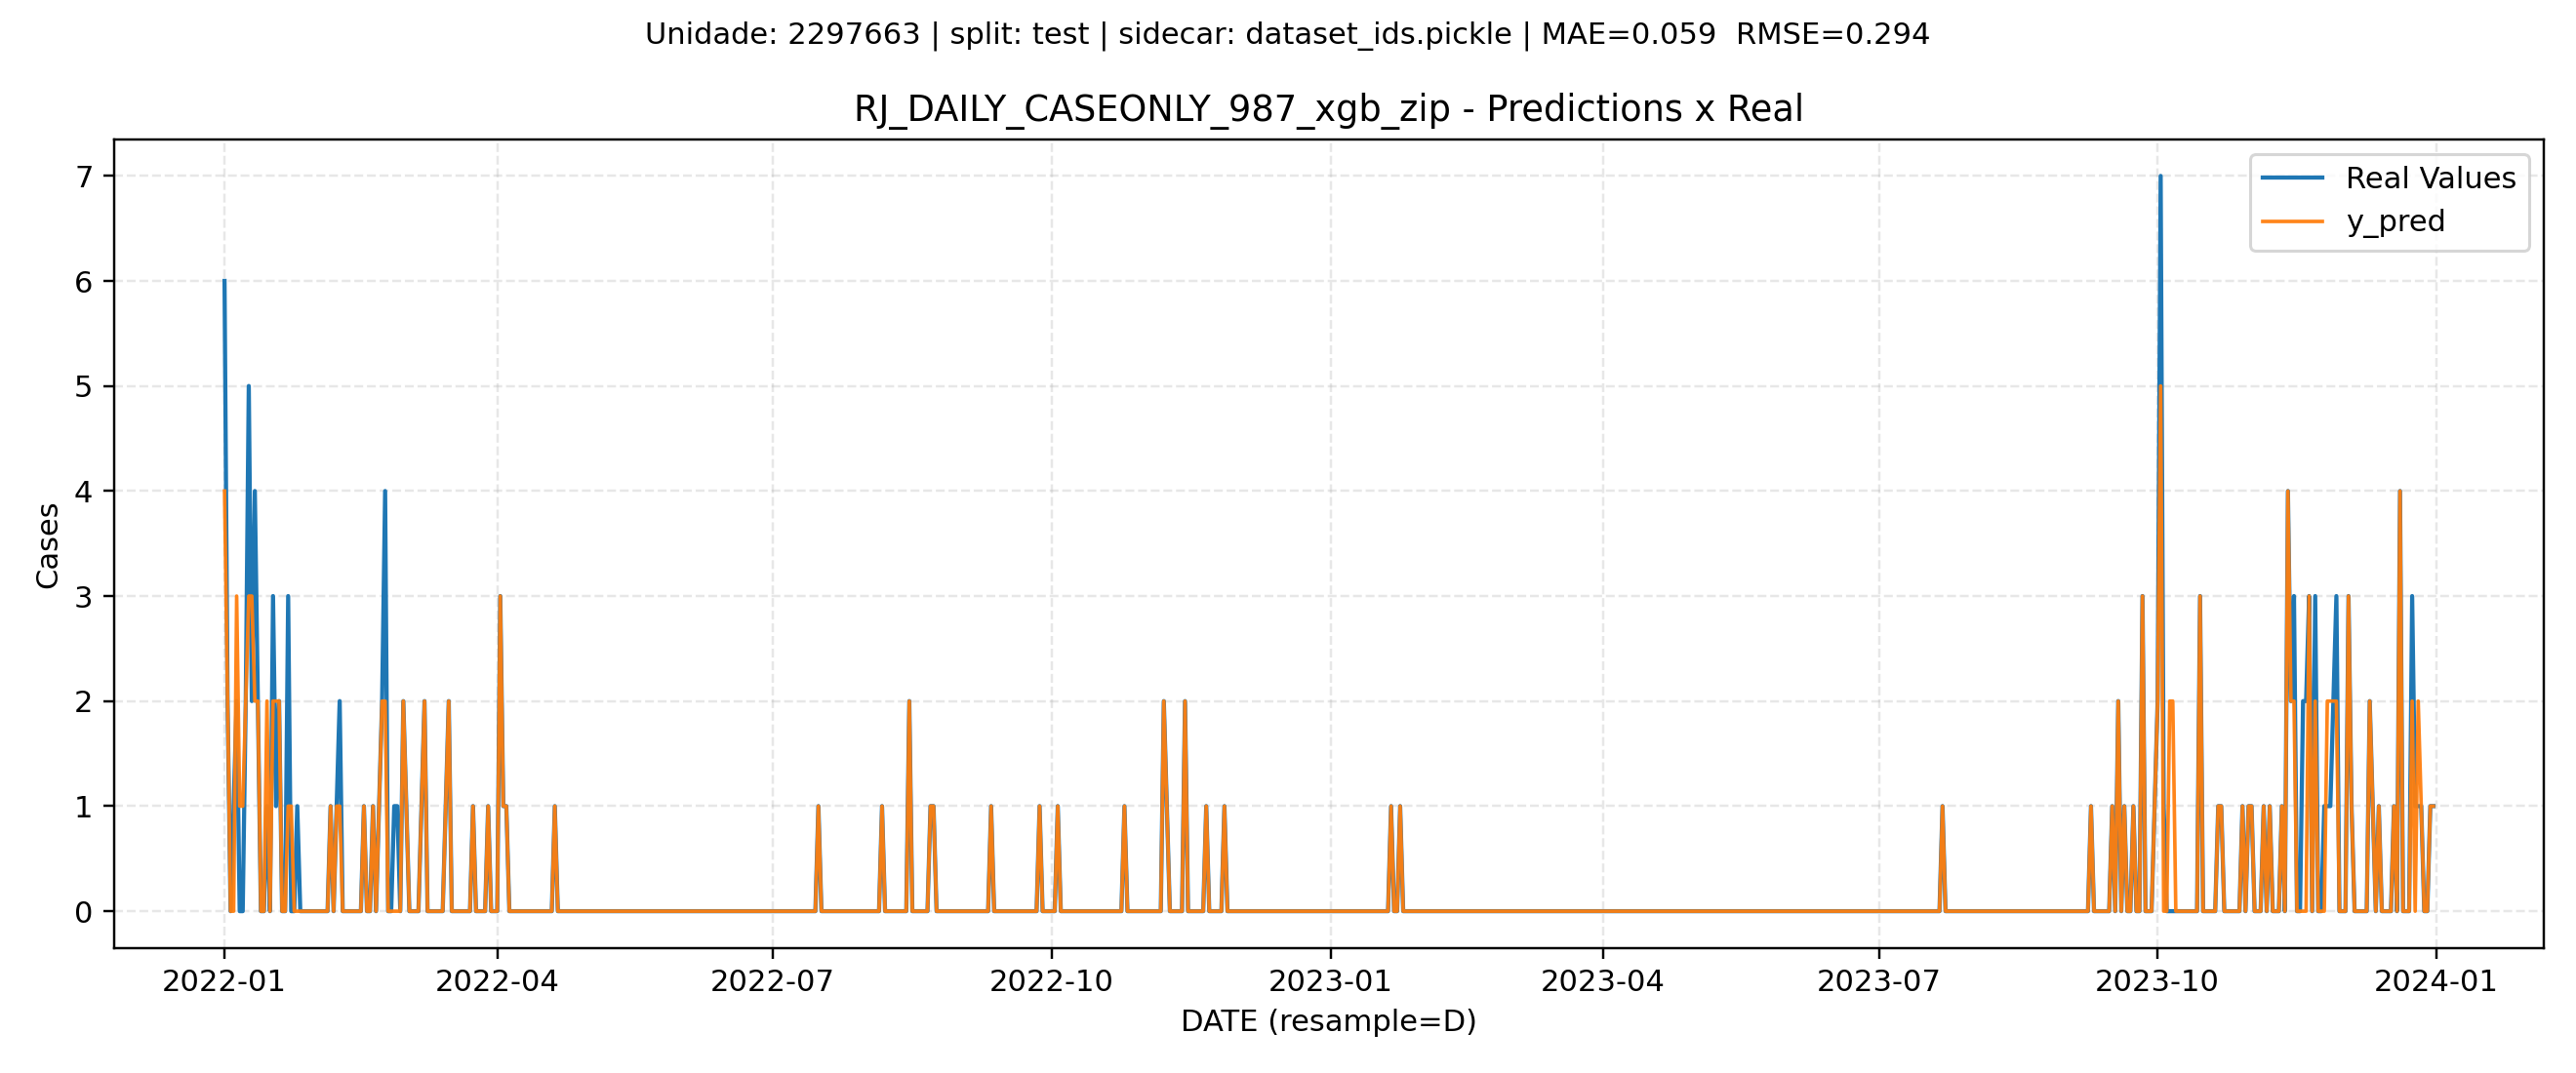 Unidade: 2297663 | split: test | sidecar: dataset_ids.pickle | MAE=0.059  RMSE=0.294
RJ_DAILY_CASEONLY_987_xgb_zip - Predictions x Real
Real Values
y_pred
7
6
5
4
3
2
1
0
Cases
2022-01
2022-04
2022-07
2022-10
2023-01
2023-04
2023-07
2023-10
2024-01
DATE (resample=D)